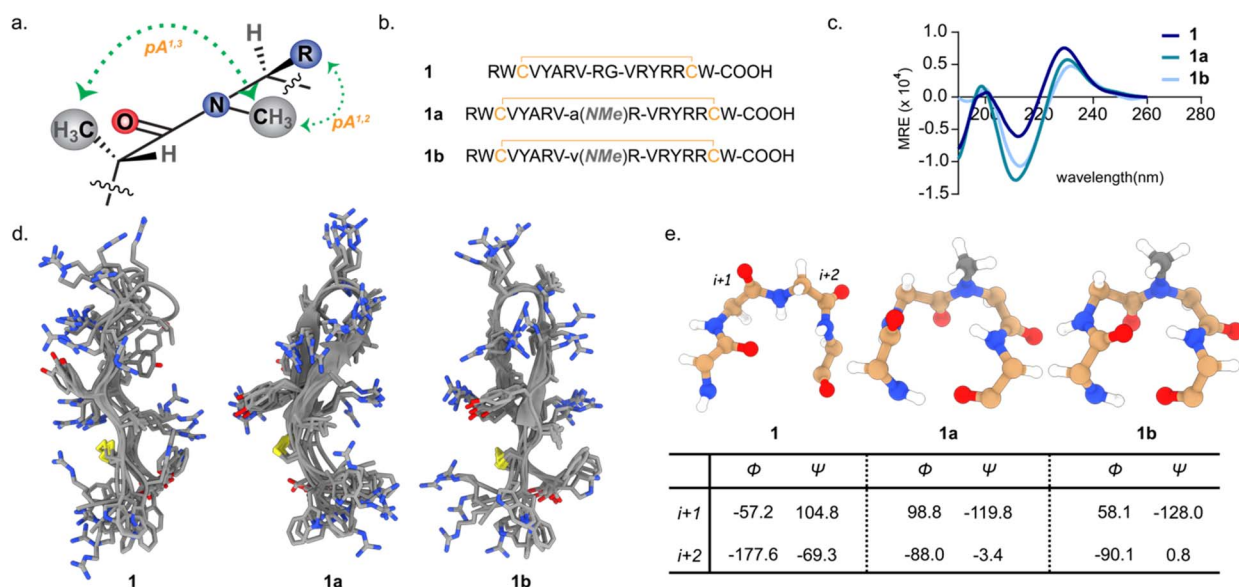 a.
H
R
pA1,3
N
O
H3C
CH3
pA1,2
H
b.
1 RWCVYARV-RG-VRYRRCW-COOH
1a RWCVYARV-a(NMe)R-VRYRRCW-COOH
1b RWCVYARV-v(NMe)R-VRYRRCW-COOH
c.
MRE (x 10⁴)
1.0
0.5
0.0
-0.5
-1.0
-1.5
200 220 240 260 280
wavelength(nm)
1
1a
1b
d.
1 1a 1b
e.
i+1 i+2
1 1a 1b
Φ Ψ Φ Ψ Φ Ψ
i+1 -57.2 104.8 98.8 -119.8 58.1 -128.0
i+2 -177.6 -69.3 -88.0 -3.4 -90.1 0.8